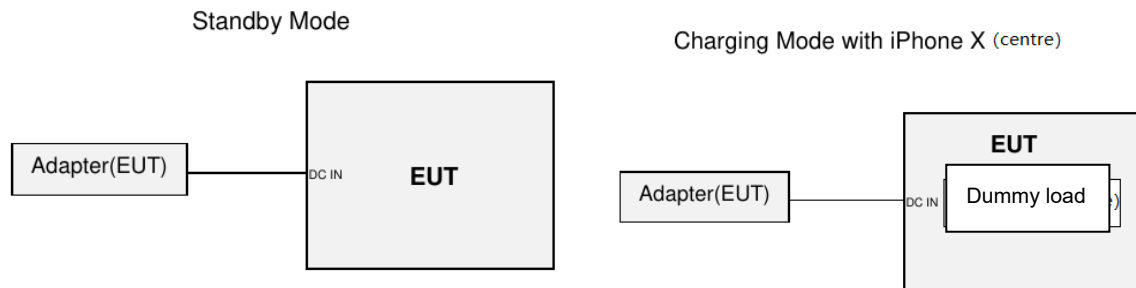 Standby Mode
Adapter(EUT)
DC IN
EUT
Charging Mode with iPhone X (centre)
Adapter(EUT)
DC IN
EUT
Dummy load